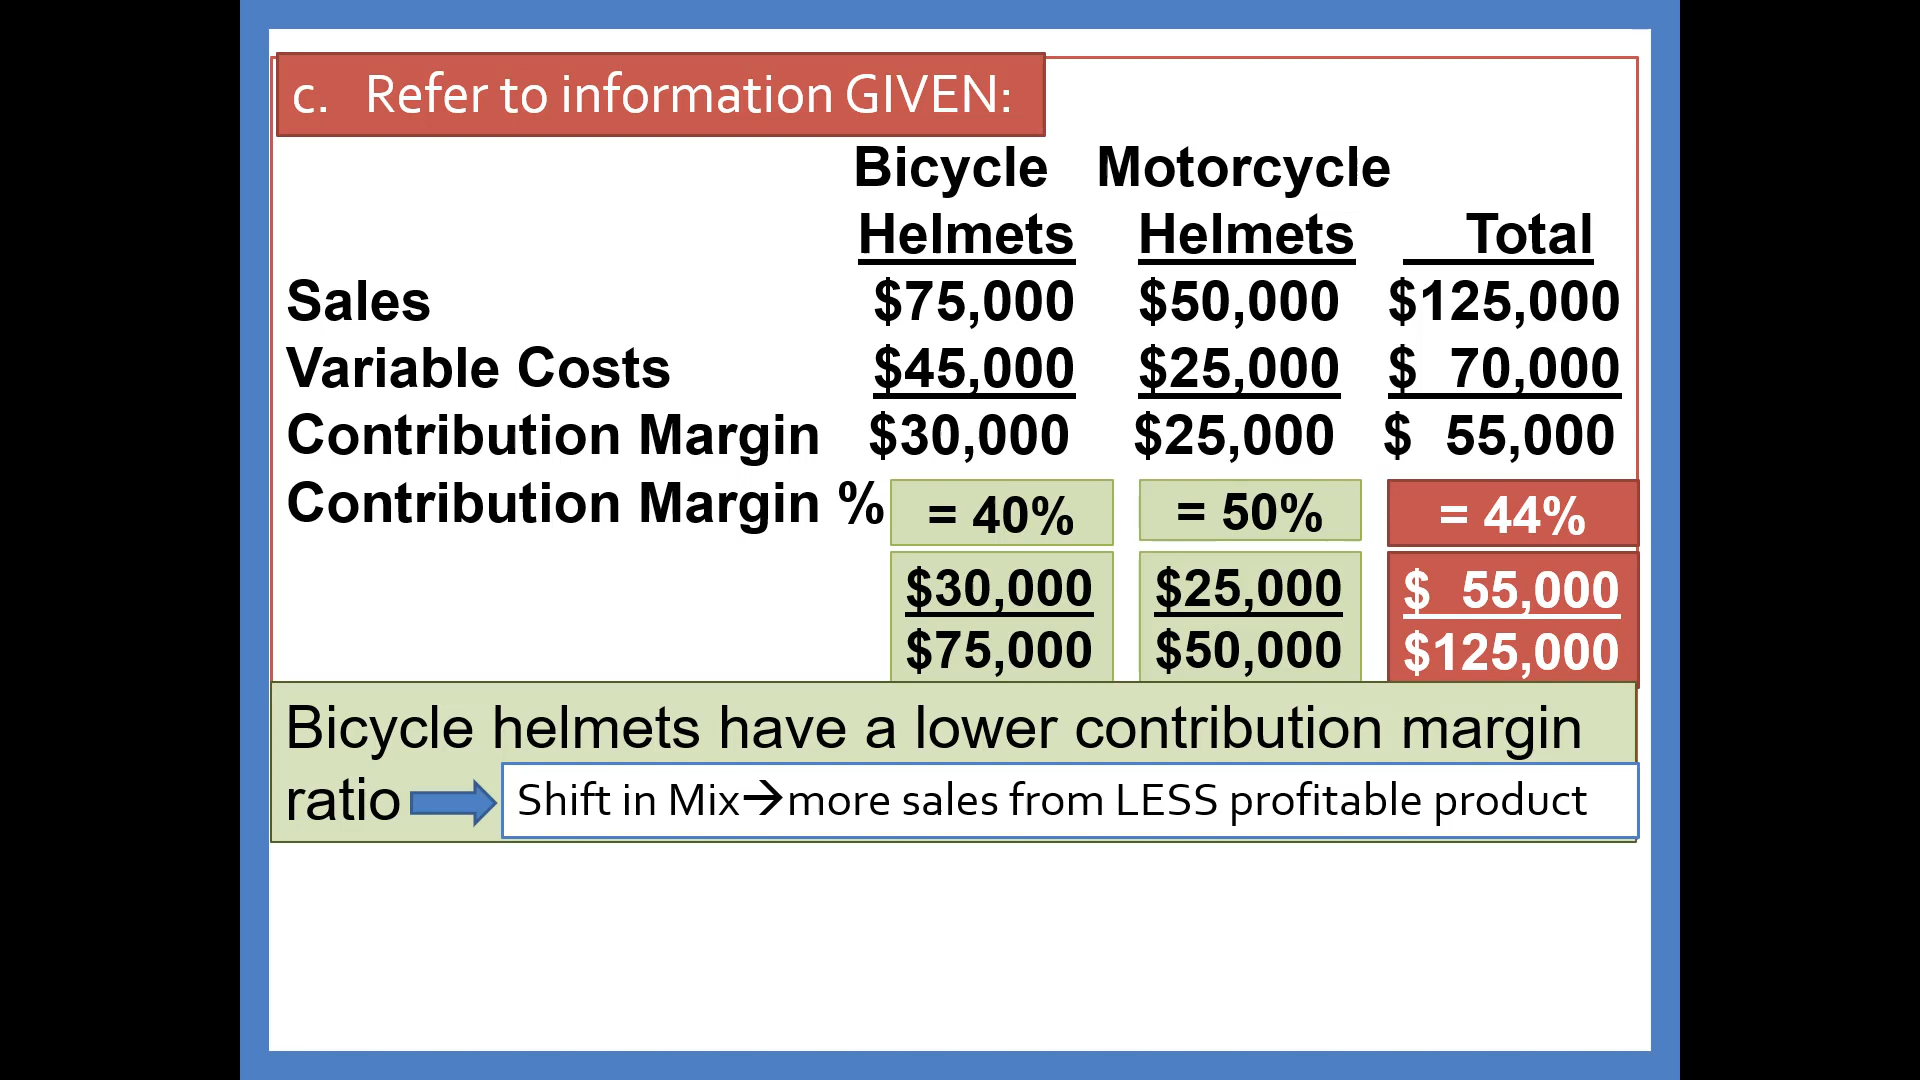 c. Refer to information GIVEN:
Bicycle Motorcycle
Helmets Helmets Total
Sales $75,000 $50,000 $125,000
Variable Costs $45,000 $25,000 $ 70,000
Contribution Margin $30,000 $25,000 $ 55,000
Contribution Margin % = 40% = 50% = 44%
$30,000 $25,000 $ 55,000
$75,000 $50,000 $125,000
Bicycle helmets have a lower contribution margin
ratio Shift in Mix→more sales from LESS profitable product